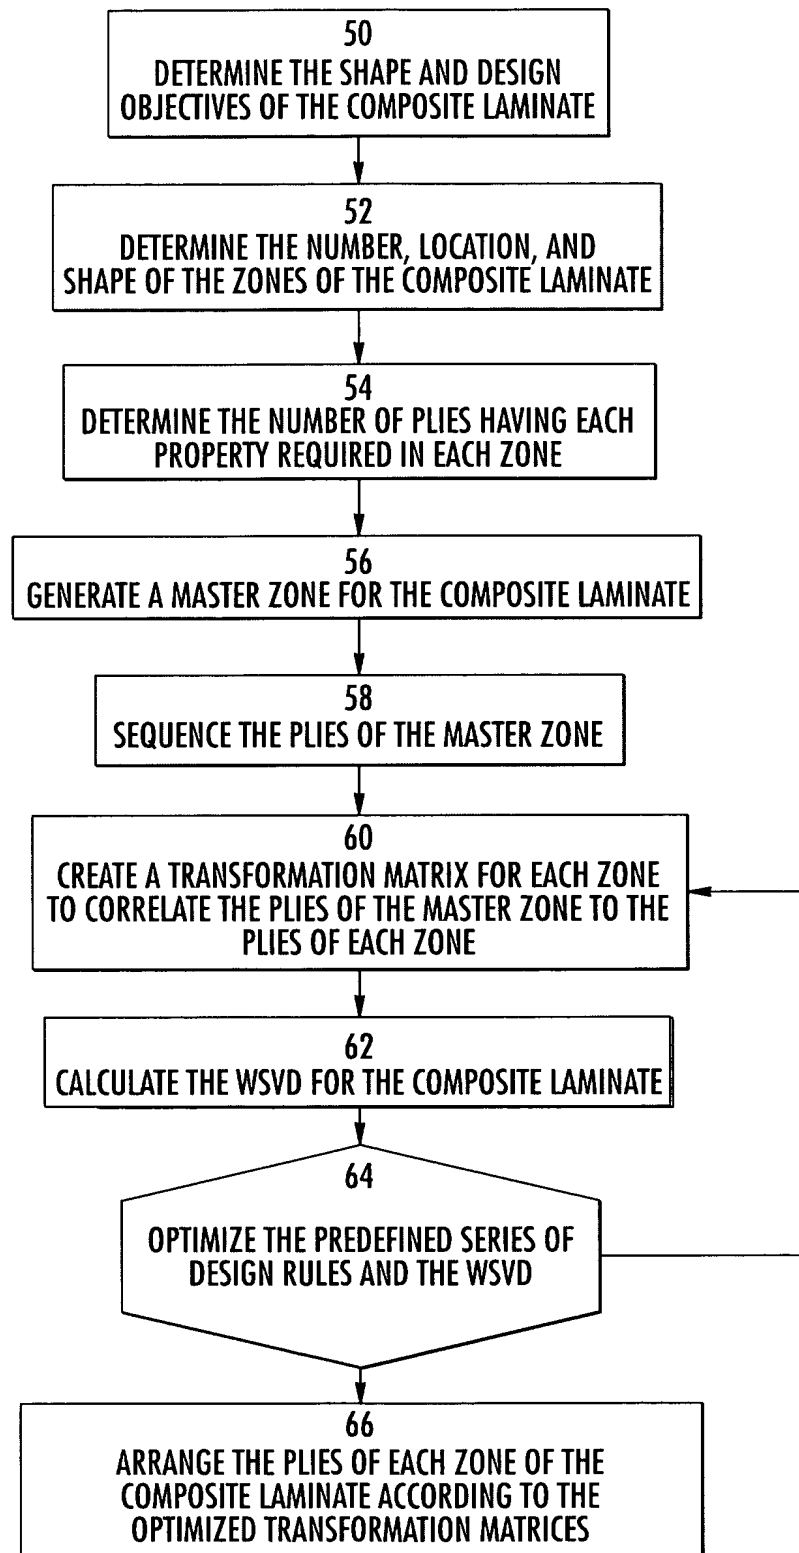 50
DETERMINE THE SHAPE AND DESIGN
OBJECTIVES OF THE COMPOSITE LAMINATE
52
DETERMINE THE NUMBER, LOCATION, AND
SHAPE OF THE ZONES OF THE COMPOSITE LAMINATE
54
DETERMINE THE NUMBER OF PLIES HAVING EACH
PROPERTY REQUIRED IN EACH ZONE
56
GENERATE A MASTER ZONE FOR THE COMPOSITE LAMINATE
58
SEQUENCE THE PLIES OF THE MASTER ZONE
60
CREATE A TRANSFORMATION MATRIX FOR EACH ZONE
TO CORRELATE THE PLIES OF THE MASTER ZONE TO THE
PLIES OF EACH ZONE
62
CALCULATE THE WSVD FOR THE COMPOSITE LAMINATE
64
OPTIMIZE THE PREDEFINED SERIES OF
DESIGN RULES AND THE WSVD
66
ARRANGE THE PLIES OF EACH ZONE OF THE
COMPOSITE LAMINATE ACCORDING TO THE
OPTIMIZED TRANSFORMATION MATRICES